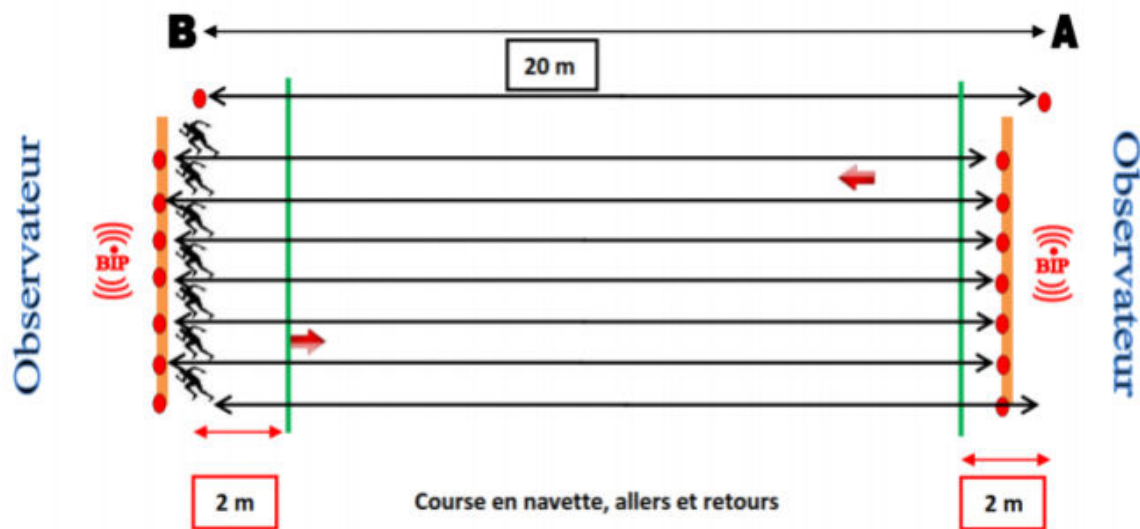 B
A
20 m
Observateur
BIP
BIP
Observateur
2 m
Course en navette, allers et retours
2 m